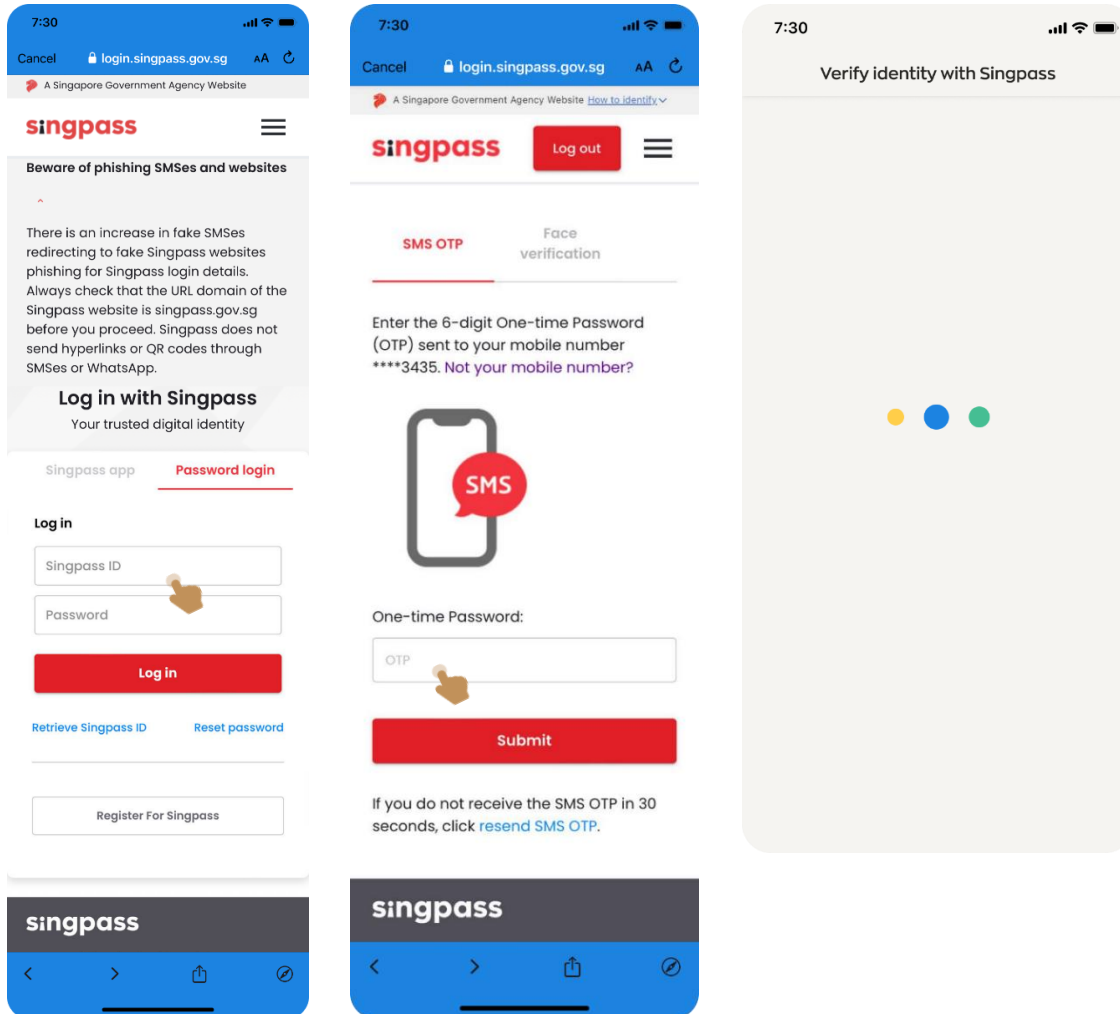 7:30
Cancel
login.singpass.gov.sg
AA
A Singapore Government Agency Website
singpass
Beware of phishing SMSes and websites
There is an increase in fake SMSes
redirecting to fake Singpass websites
phishing for Singpass login details.
Always check that the URL domain of the
Singpass website is singpass.gov.sg
before you proceed. Singpass does not
send hyperlinks or QR codes through
SMSes or WhatsApp.
Log in with Singpass
Your trusted digital identity
Singpass app
Password login
Log in
Singpass ID
Password
Log in
Retrieve Singpass ID
Reset password
Register For Singpass
singpass
7:30
Cancel
login.singpass.gov.sg
AA
A Singapore Government Agency Website How to identify
singpass
Log out
SMS OTP
Face
verification
Enter the 6-digit One-time Password
(OTP) sent to your mobile number
****3435. Not your mobile number?
SMS
One-time Password:
OTP
Submit
If you do not receive the SMS OTP in 30
seconds, click resend SMS OTP.
singpass
7:30
Verify identity with Singpass